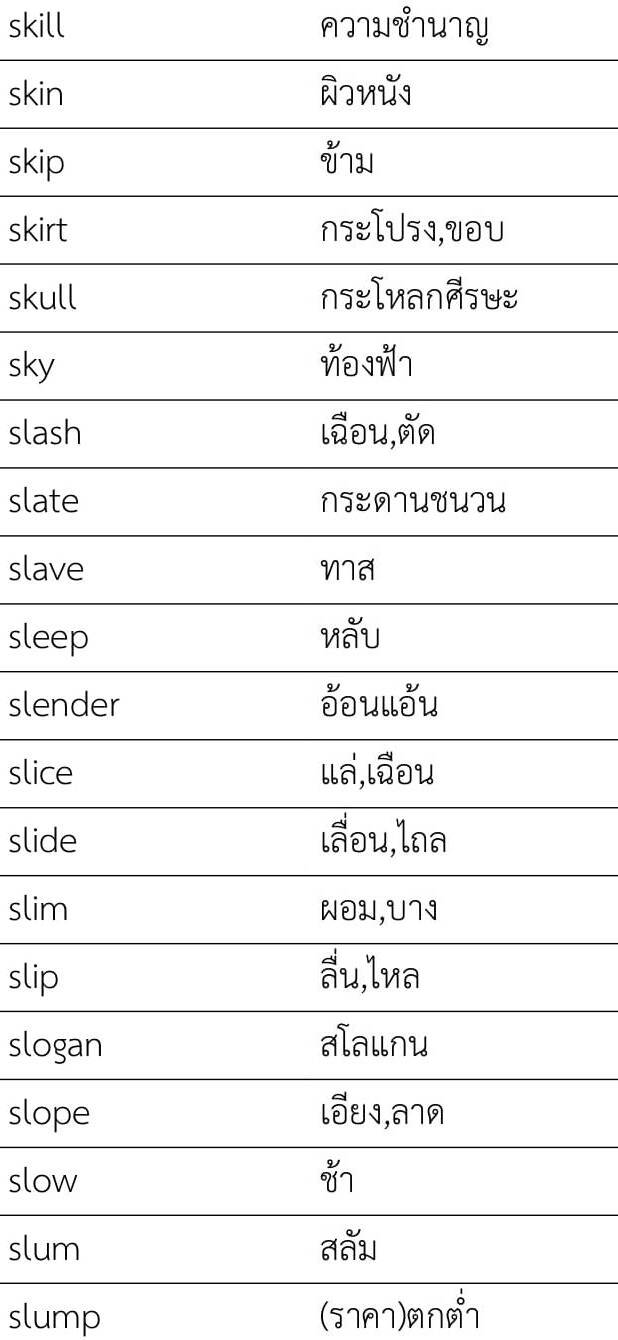 skill ความชำนาญ
skin ผิวหนัง
skip ข้าม
skirt กระโปรง,ขอบ
skull กระโหลกศีรษะ
sky ท้องฟ้า
slash เฉือน,ตัด
slate กระดานชนวน
slave ทาส
sleep หลับ
slender อ้อนแอ้น
slice แล่,เฉือน
slide เลื่อน,ไถล
slim ผอม,บาง
slip ลื่น,ไหล
slogan สโลแกน
slope เอียง,ลาด
slow ช้า
slum สลัม
slump (ราคา)ตกต่ำ